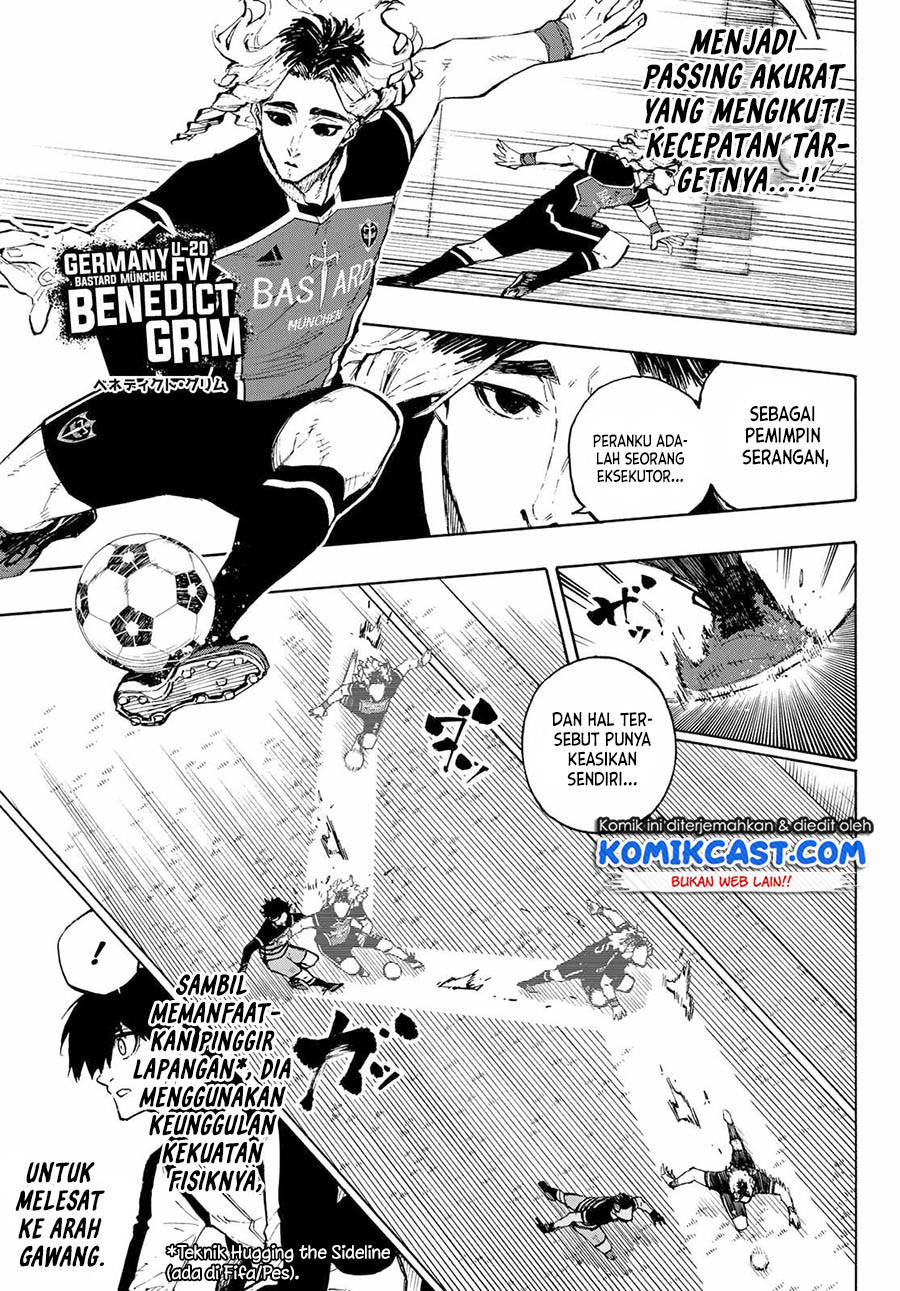 MENJADI
PASSING AKURAT
YANG MENGIKUTI
KECEPATAN TAR-
GETNYA...!!
GERMANY U-20
BASTARD MÜNCHEN FW
BENEDICT
GRIM
ベネディクト・グリム
BASTARD
MÜNCHEN
SEBAGAI
PEMIMPIN
SERANGAN,
PERANKU ADA-
LAH SEORANG
EKSEKUTOR...
DAN HAL TER-
SEBUT PUNYA
KEASIKAN
SENDIRI...
Komik ini diterjemahkan & diedit oleh
KOMIKCAST.COM
BUKAN WEB LAIN!!
!
SAMBIL
MEMANFAAT-
KAN PINGGIR
LAPANGAN*, DIA
MENGGUNAKAN
KEUNGGULAN
KEKUATAN
FISIKNYA,
UNTUK
MELESAT
KE ARAH
GAWANG.
*Teknik Hugging the Sideline
(ada di Fifa/Pes).